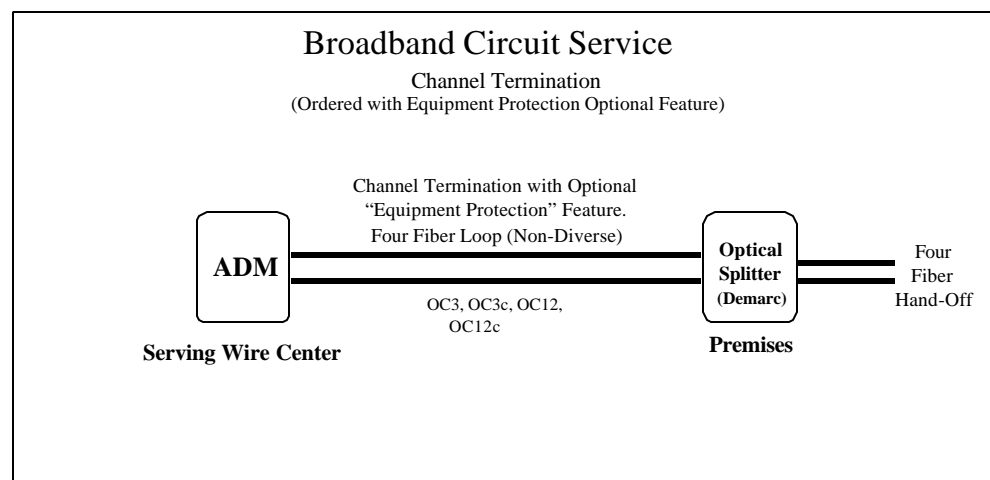 Broadband Circuit Service
Channel Termination
(Ordered with Equipment Protection Optional Feature)
Channel Termination with Optional
“Equipment Protection” Feature.
Four Fiber Loop (Non-Diverse)
ADM
Optical
Splitter
(Demarc)
Four
Fiber
Hand-Off
OC3, OC3c, OC12,
OC12c
Serving Wire Center
Premises